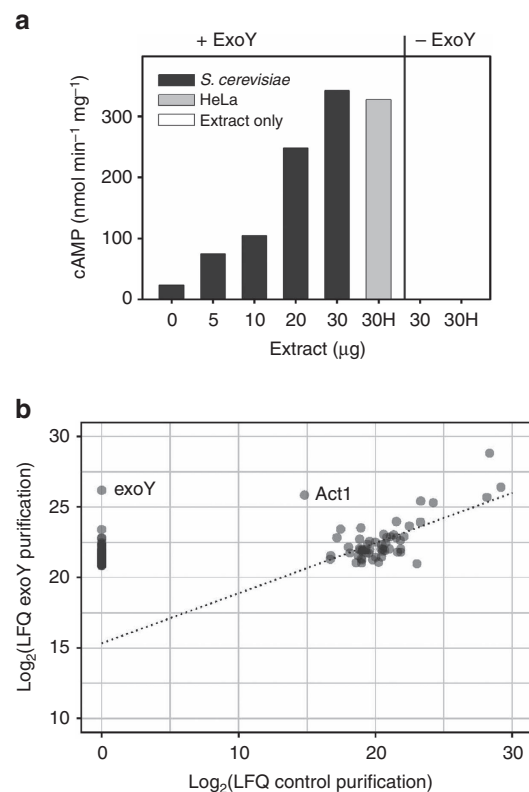 a
+ ExoY
– ExoY
S. cerevisiae
HeLa
Extract only
cAMP (nmol min⁻¹ mg⁻¹)
300
200
100
0
0 5 10 20 30 30H 30 30H
Extract (μg)
b
Log₂(LFQ exoY purification)
30
25
20
15
10
exoY
Act1
0 10 20 30
Log₂(LFQ control purification)